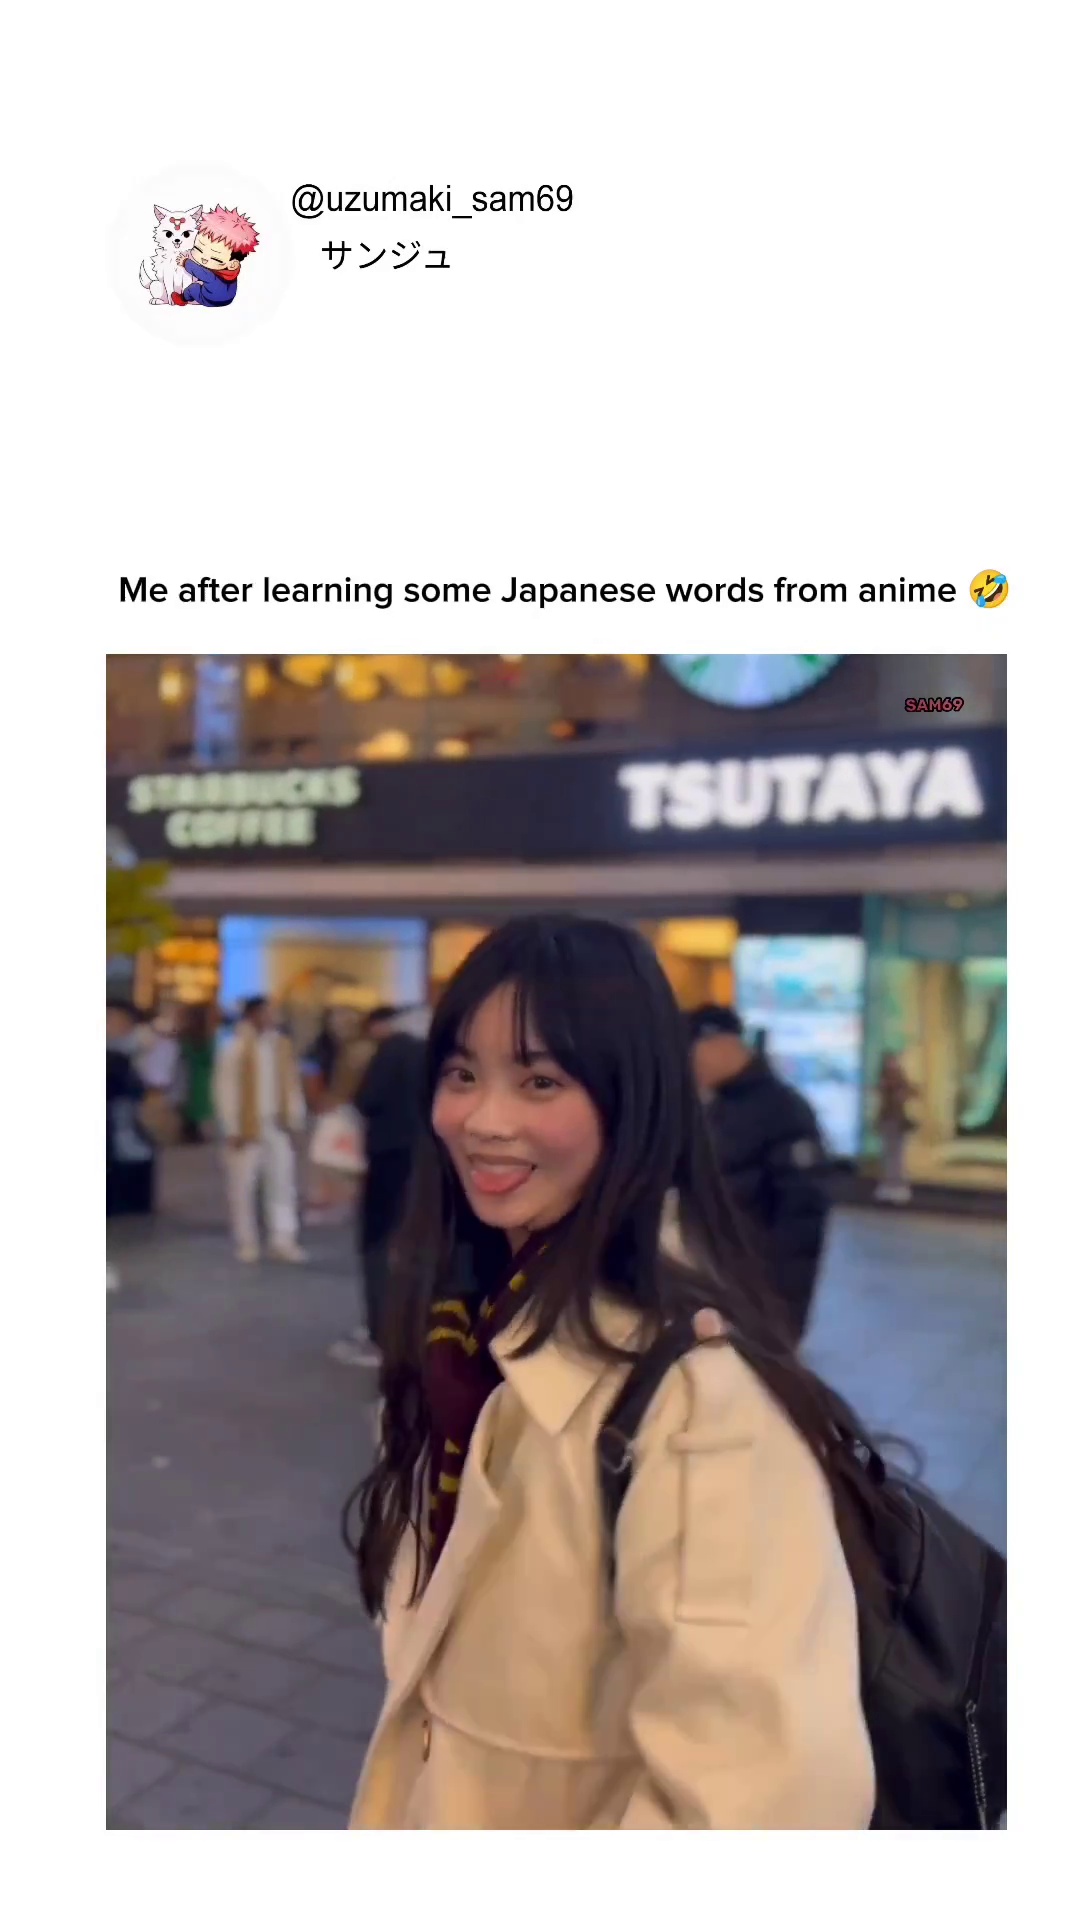 @uzumaki_sam69
サンジュ
Me after learning some Japanese words from anime 🤣
SAM69
STARBUCKS
COFFEE
TSUTAYA